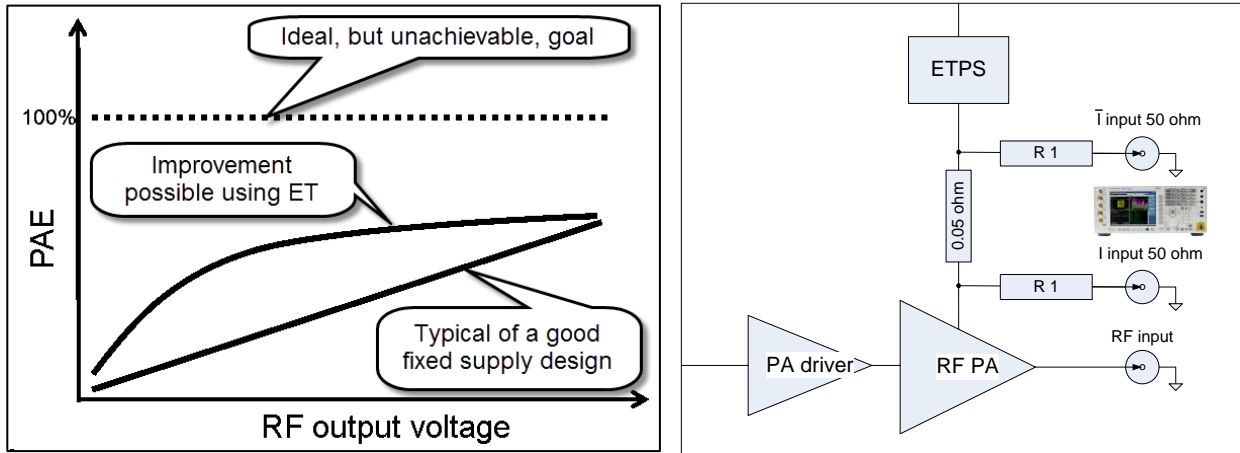 Ideal, but unachievable, goal
100%
Improvement
possible using ET
PAE
Typical of a good
fixed supply design
RF output voltage
ETPS
I̅ input 50 ohm
R 1
0.05 ohm
I input 50 ohm
R 1
RF input
PA driver
RF PA